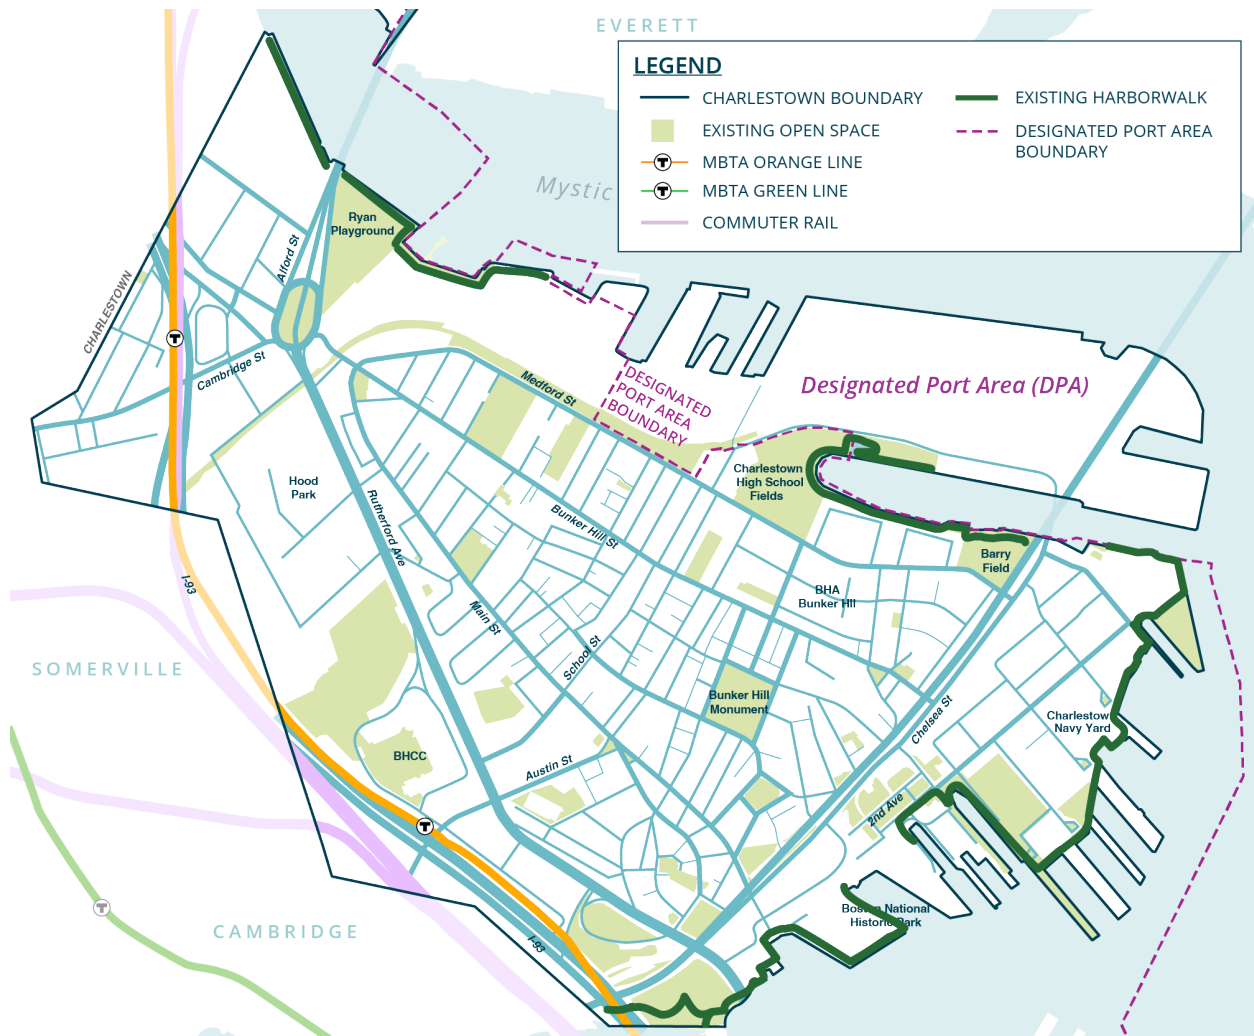 EVERETT
LEGEND
CHARLESTOWN BOUNDARY
EXISTING OPEN SPACE
T MBTA ORANGE LINE
T MBTA GREEN LINE
COMMUTER RAIL
EXISTING HARBORWALK
DESIGNATED PORT AREA
BOUNDARY
Mystic
Ryan
Playground
Alford St
CHARLESTOWN
T
Cambridge St
Medford St
DESIGNATED
PORT AREA
BOUNDARY
Designated Port Area (DPA)
Hood
Park
Rutherford Ave
Charlestown
High School
Fields
Bunker Hill St
Barry
Field
I-93
BHA
Bunker HIll
Main St
School St
SOMERVILLE
Bunker Hill
Monument
Chelsea St
Charlestow
Navy Yard
BHCC
Austin St
2nd Ave
T
T
CAMBRIDGE
I-93
Boston National
Historic Park